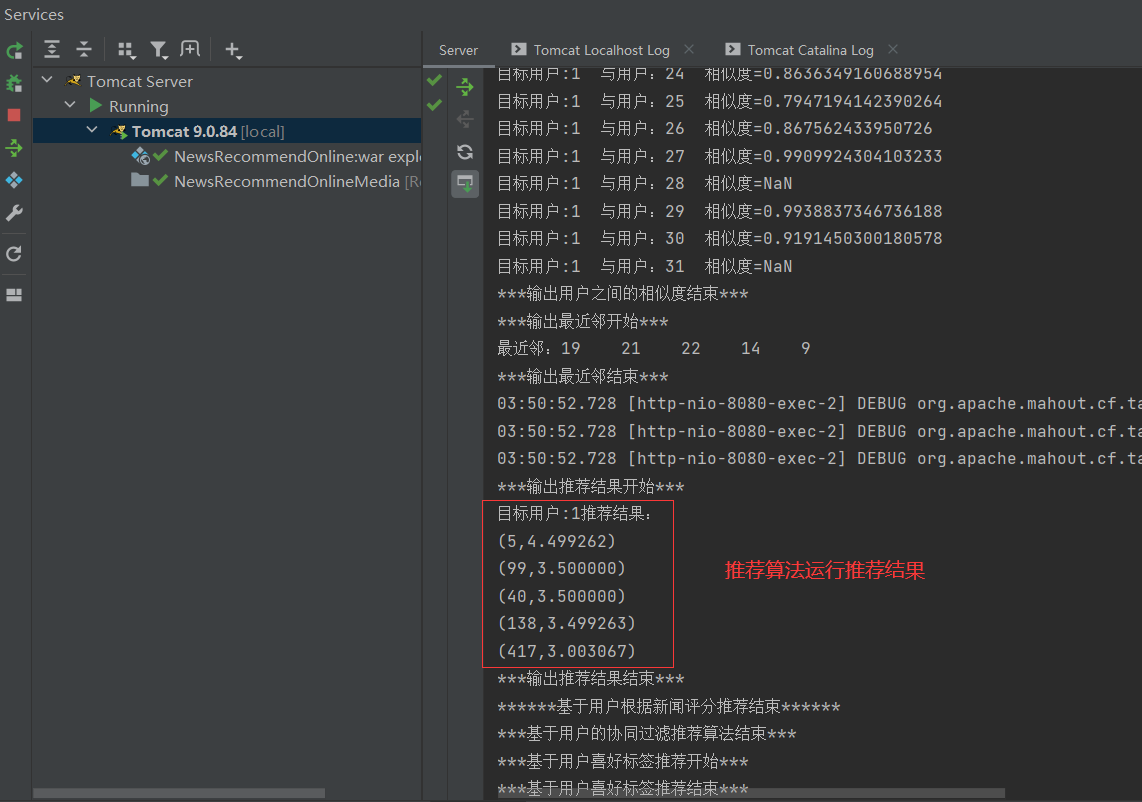 Services
Server
Tomcat Localhost Log
Tomcat Catalina Log
Tomcat Server
Running
Tomcat 9.0.84 [local]
NewsRecommendOnline:war expl
NewsRecommendOnlineMedia [R
目标用户:1 与用户：24 相似度=0.8636349160688954
目标用户:1 与用户：25 相似度=0.7947194142390264
目标用户:1 与用户：26 相似度=0.867562433950726
目标用户:1 与用户：27 相似度=0.9909924304103233
目标用户:1 与用户：28 相似度=NaN
目标用户:1 与用户：29 相似度=0.9938837346736188
目标用户:1 与用户：30 相似度=0.9191450300180578
目标用户:1 与用户：31 相似度=NaN
***输出用户之间的相似度结束***
***输出最近邻开始***
最近邻：19 21 22 14 9
***输出最近邻结束***
03:50:52.728 [http-nio-8080-exec-2] DEBUG org.apache.mahout.cf.ta
03:50:52.728 [http-nio-8080-exec-2] DEBUG org.apache.mahout.cf.ta
03:50:52.728 [http-nio-8080-exec-2] DEBUG org.apache.mahout.cf.ta
***输出推荐结果开始***
目标用户:1推荐结果：
(5,4.499262)
(99,3.500000)
(40,3.500000)
(138,3.499263)
(417,3.003067)
推荐算法运行推荐结果
***输出推荐结果结束***
******基于用户根据新闻评分推荐结束******
***基于用户的协同过滤推荐算法结束***
***基于用户喜好标签推荐开始***
***基于用户喜好标签推荐结束***